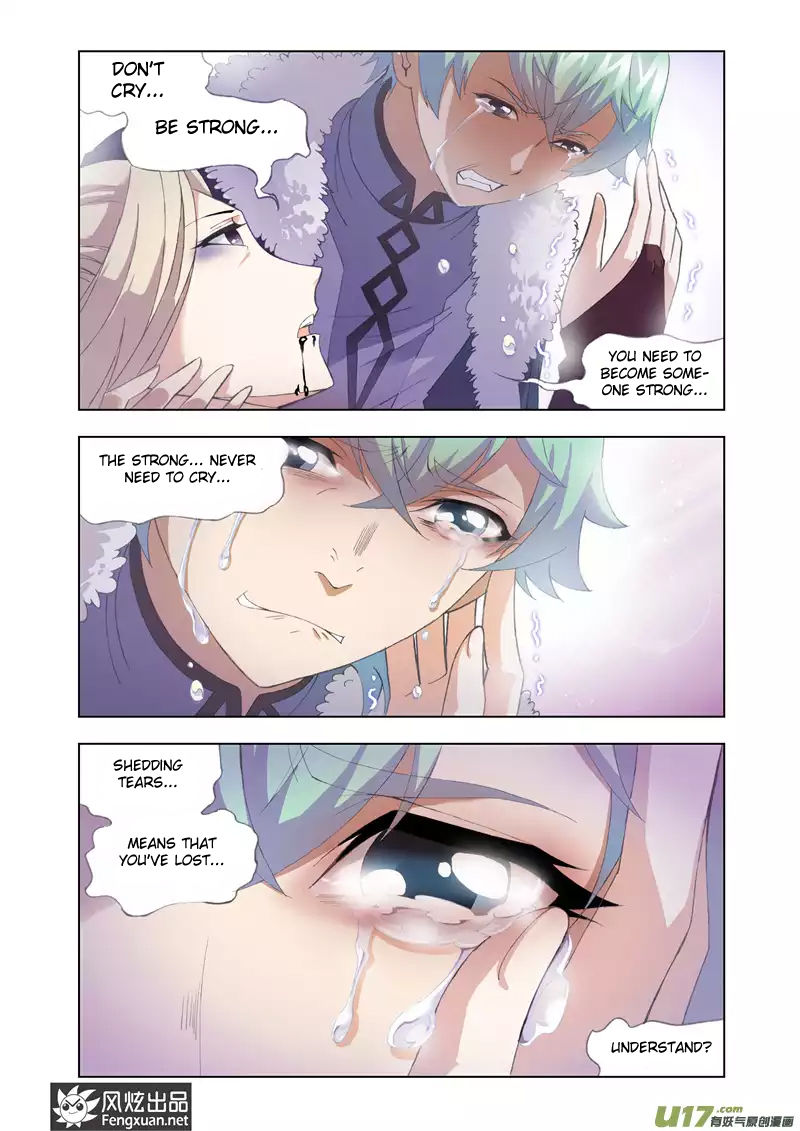 DON'T
CRY...
BE STRONG...
YOU NEED TO
BECOME SOME-
ONE STRONG...
THE STRONG... NEVER
NEED TO CRY...
SHEDDING
TEARS...
MEANS THAT
YOU'VE LOST...
UNDERSTAND?
风炫出品
Fengxuan.net
U17.com
有妖气原创漫画